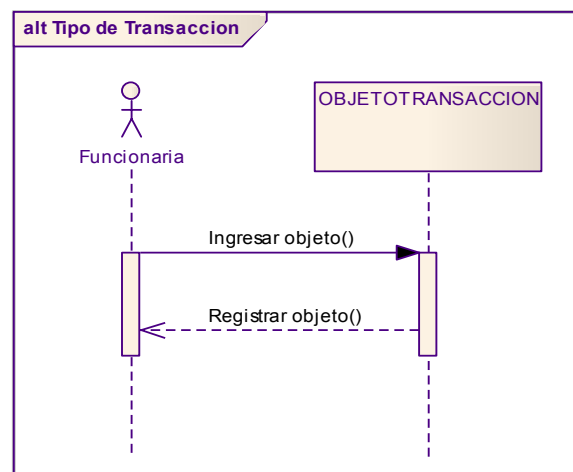 alt Tipo de Transaccion
OBJETOTRANSACCION
Funcionaria
Ingresar objeto()
Registrar objeto()